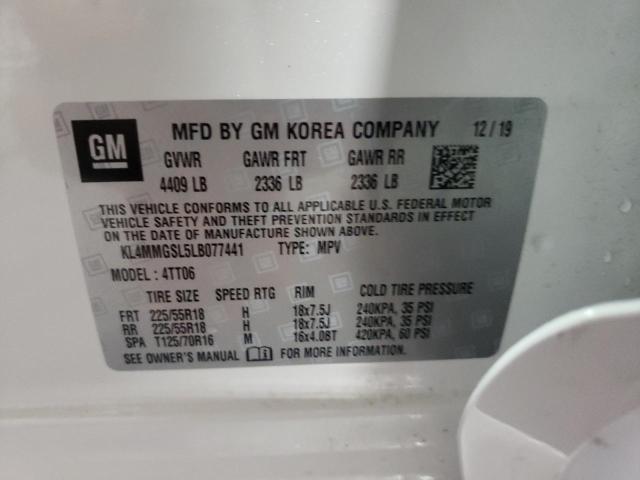 GM MFD BY GM KOREA COMPANY 12/19
GVWR GAWR FRT GAWR RR
4409 LB 2336 LB 2336 LB
THIS VEHICLE CONFORMS TO ALL APPLICABLE U.S. FEDERAL MOTOR
VEHICLE SAFETY AND THEFT PREVENTION STANDARDS IN EFFECT
ON THE DATE OF MANUFACTURE SHOWN ABOVE.
KL4MMGSL5LB077441 TYPE: MPV
MODEL: 4TT06
TIRE SIZE SPEED RTG RIM
FRT 225/55R18 H 18x7.5J 240KPA, 35 PSI
RR 225/55R18 H 18x7.5J 240KPA, 35 PSI
SPA T125/70R16 M 16x4.08T 420KPA, 60 PSI
SEE OWNER'S MANUAL FOR MORE INFORMATION.